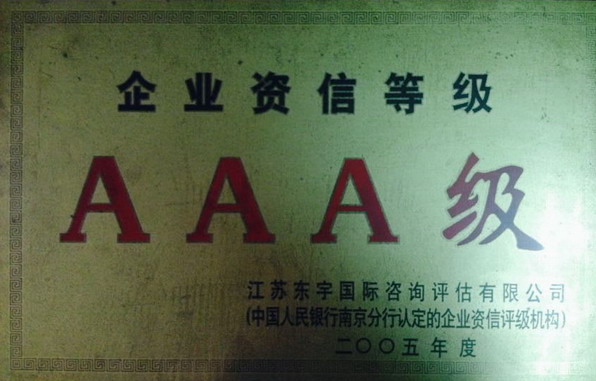 企业资信等级
AAA级
江苏东宇国际咨询评估有限公司
(中国人民银行南京分行认定的企业资信评级机构)
二〇〇五年度